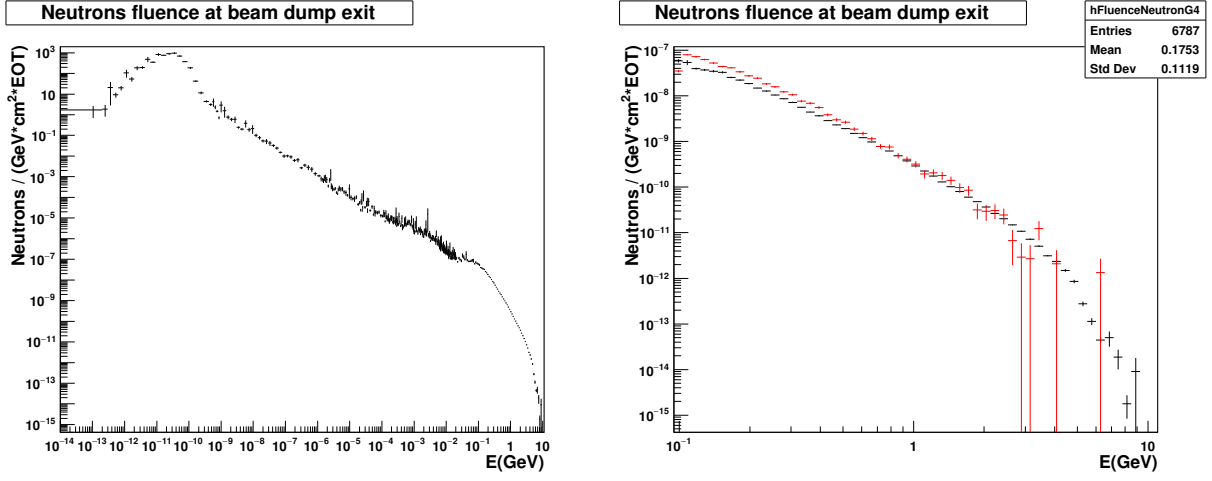 Neutrons fluence at beam dump exit
Neutrons / (GeV*cm²*EOT)
10³
10
10⁻¹
10⁻³
10⁻⁵
10⁻⁷
10⁻⁹
10⁻¹¹
10⁻¹³
10⁻¹⁵
10⁻¹⁴ 10⁻¹³ 10⁻¹² 10⁻¹¹ 10⁻¹⁰ 10⁻⁹ 10⁻⁸ 10⁻⁷ 10⁻⁶ 10⁻⁵ 10⁻⁴ 10⁻³ 10⁻² 10⁻¹ 1 10
E(GeV)
Neutrons fluence at beam dump exit
hFluenceNeutronG4
Entries 6787
Mean 0.1753
Std Dev 0.1119
Neutrons / (GeV*cm²*EOT)
10⁻⁷
10⁻⁸
10⁻⁹
10⁻¹⁰
10⁻¹¹
10⁻¹²
10⁻¹³
10⁻¹⁴
10⁻¹⁵
10⁻¹ 1 10
E(GeV)